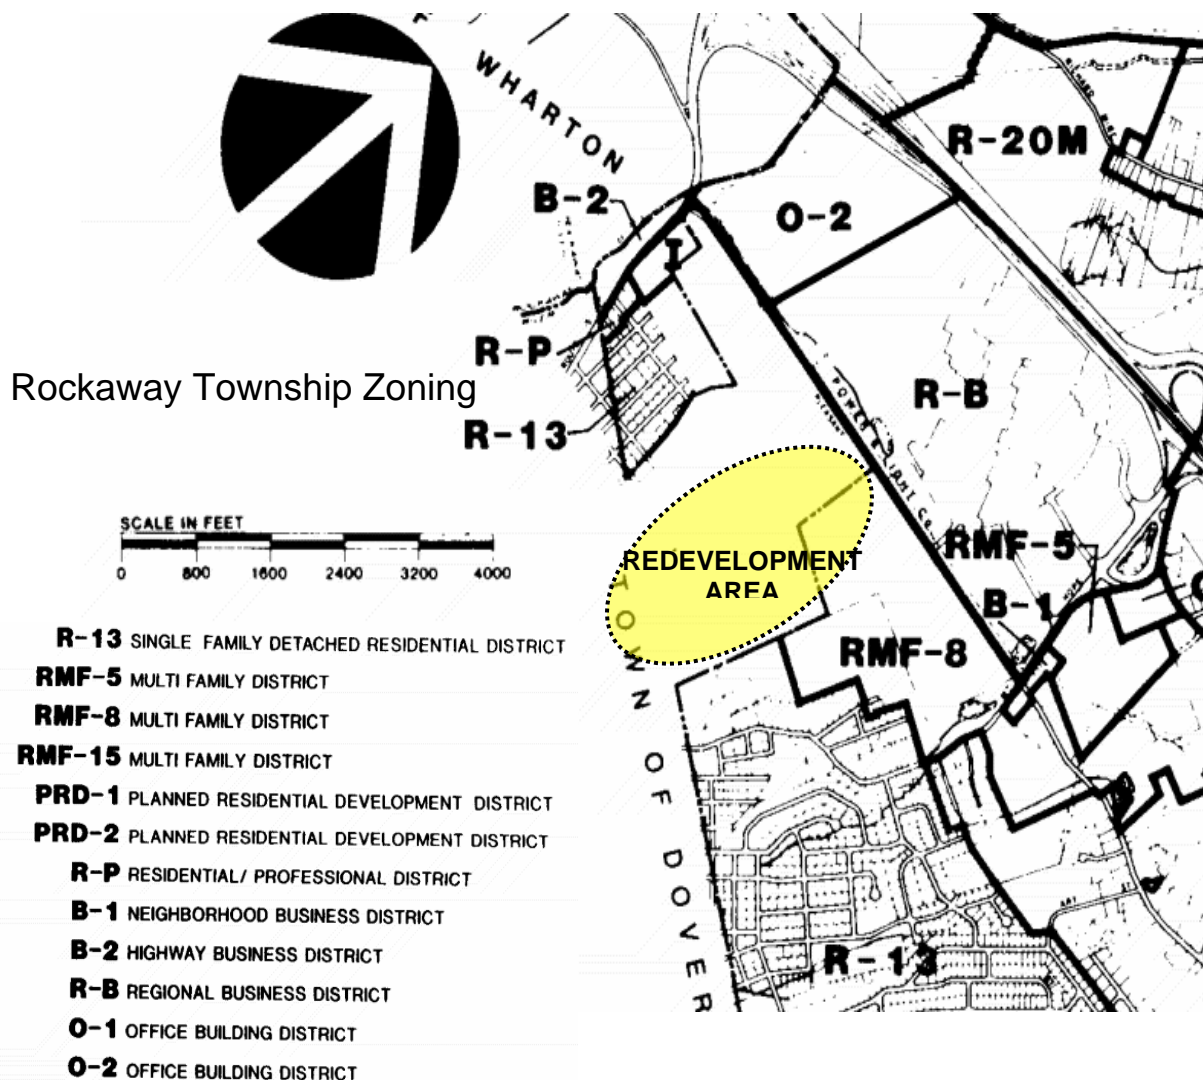 WHARTON
R-20M
B-2
O-2
I
R-P
Rockaway Township Zoning
R-B
POWER & LIGHT CO.
R-13
SCALE IN FEET
0 800 1600 2400 3200 4000
REDEVELOPMENT
AREA
RMF-5
B-1
RMF-8
TOWN OF DOVER
R-13
R-13 SINGLE FAMILY DETACHED RESIDENTIAL DISTRICT
RMF-5 MULTI FAMILY DISTRICT
RMF-8 MULTI FAMILY DISTRICT
RMF-15 MULTI FAMILY DISTRICT
PRD-1 PLANNED RESIDENTIAL DEVELOPMENT DISTRICT
PRD-2 PLANNED RESIDENTIAL DEVELOPMENT DISTRICT
R-P RESIDENTIAL/ PROFESSIONAL DISTRICT
B-1 NEIGHBORHOOD BUSINESS DISTRICT
B-2 HIGHWAY BUSINESS DISTRICT
R-B REGIONAL BUSINESS DISTRICT
O-1 OFFICE BUILDING DISTRICT
O-2 OFFICE BUILDING DISTRICT